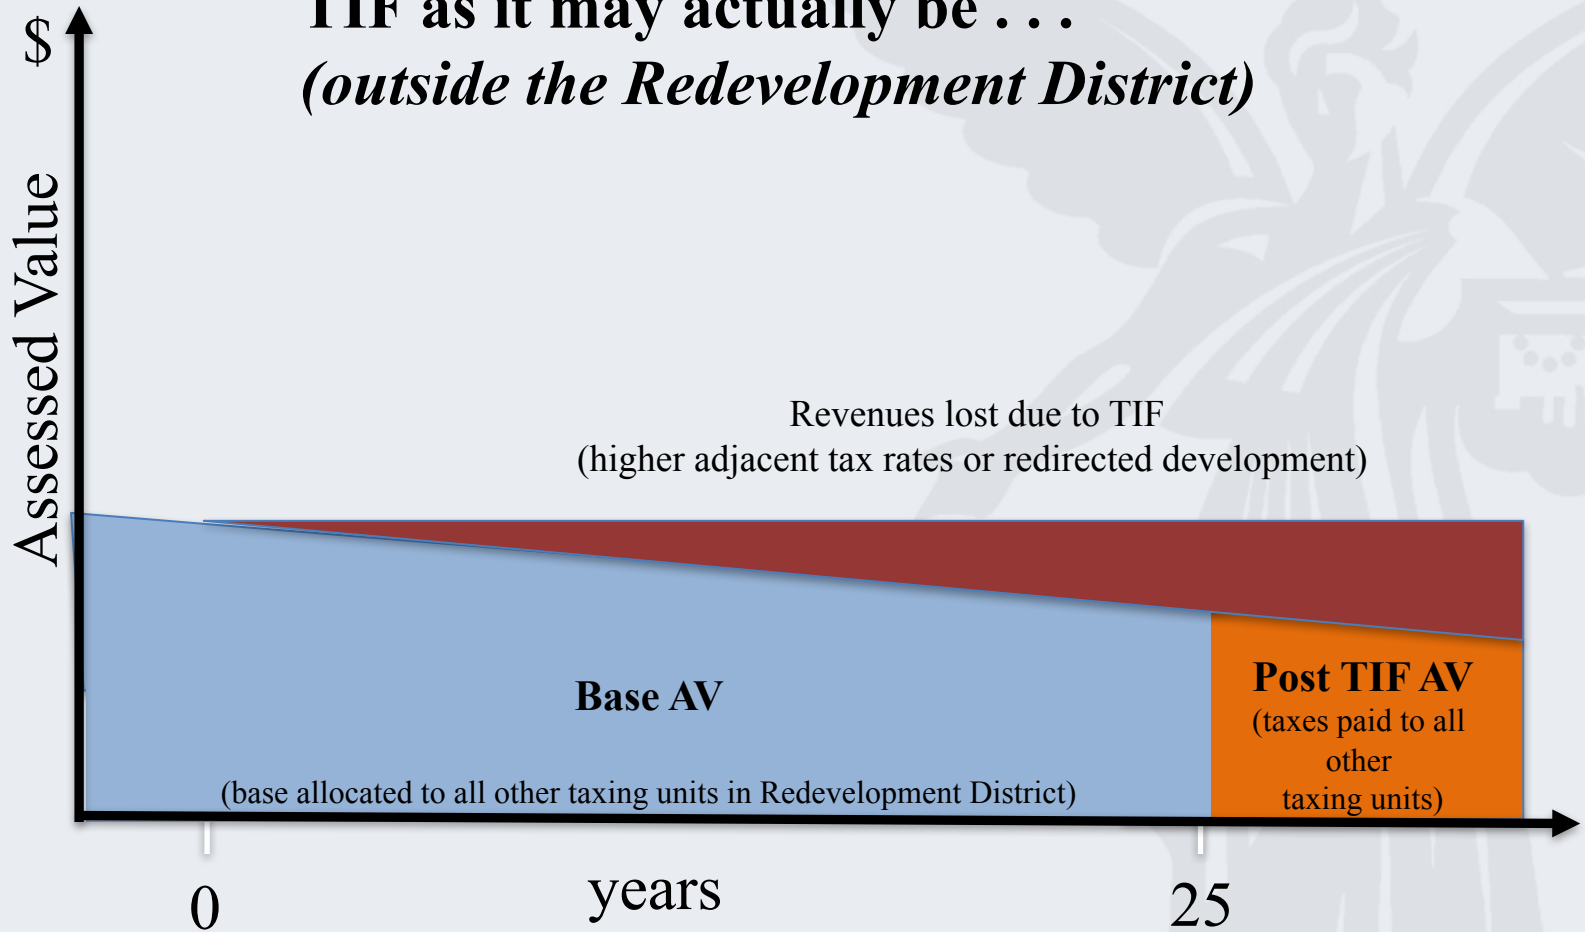 TIF as it may actually be . . .
(outside the Redevelopment District)
$
Assessed Value
Revenues lost due to TIF
(higher adjacent tax rates or redirected development)
Base AV
(base allocated to all other taxing units in Redevelopment District)
Post TIF AV
(taxes paid to all
other
taxing units)
0
years
25